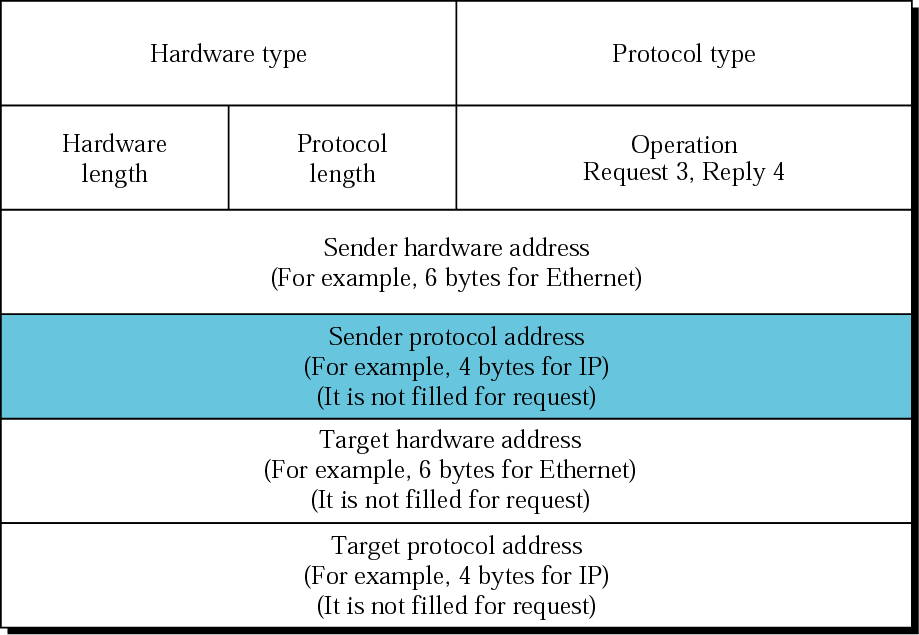 Hardware type
Protocol type
Hardware
length
Protocol
length
Operation
Request 3, Reply 4
Sender hardware address
(For example, 6 bytes for Ethernet)
Sender protocol address
(For example, 4 bytes for IP)
(It is not filled for request)
Target hardware address
(For example, 6 bytes for Ethernet)
(It is not filled for request)
Target protocol address
(For example, 4 bytes for IP)
(It is not filled for request)